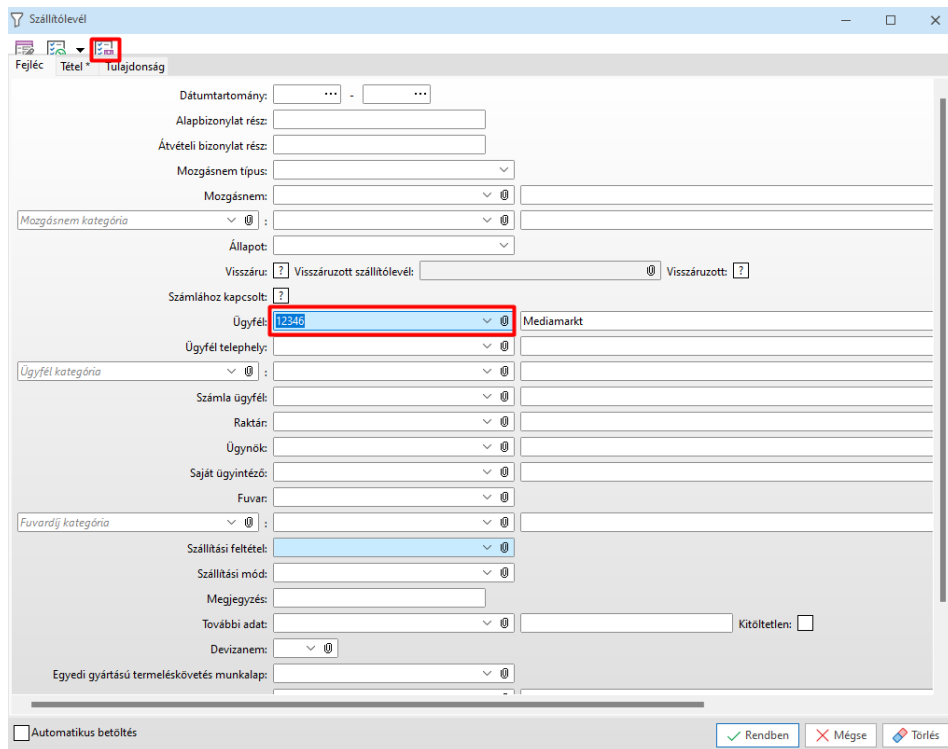 Szállítólevél
Fejléc Tétel * Tulajdonság
Dátumtartomány: ... - ...
Alapbizonylat rész:
Átvételi bizonylat rész:
Mozgásnem típus:
Mozgásnem:
Mozgásnem kategória :
Állapot:
Visszáru: ? Visszáruzott szállítólevél: Visszáruzott: ?
Számlához kapcsolt: ?
Ügyfél: 12346 Mediamarkt
Ügyfél telephely:
Ügyfél kategória :
Számla ügyfél:
Raktár:
Ügynök:
Saját ügyintéző:
Fuvar:
Fuvardíj kategória :
Szállítási feltétel:
Szállítási mód:
Megjegyzés:
További adat: Kitöltetlen:
Devizanem:
Egyedi gyártású termeléskövetés munkalap:
Automatikus betöltés Rendben Mégse Törlés